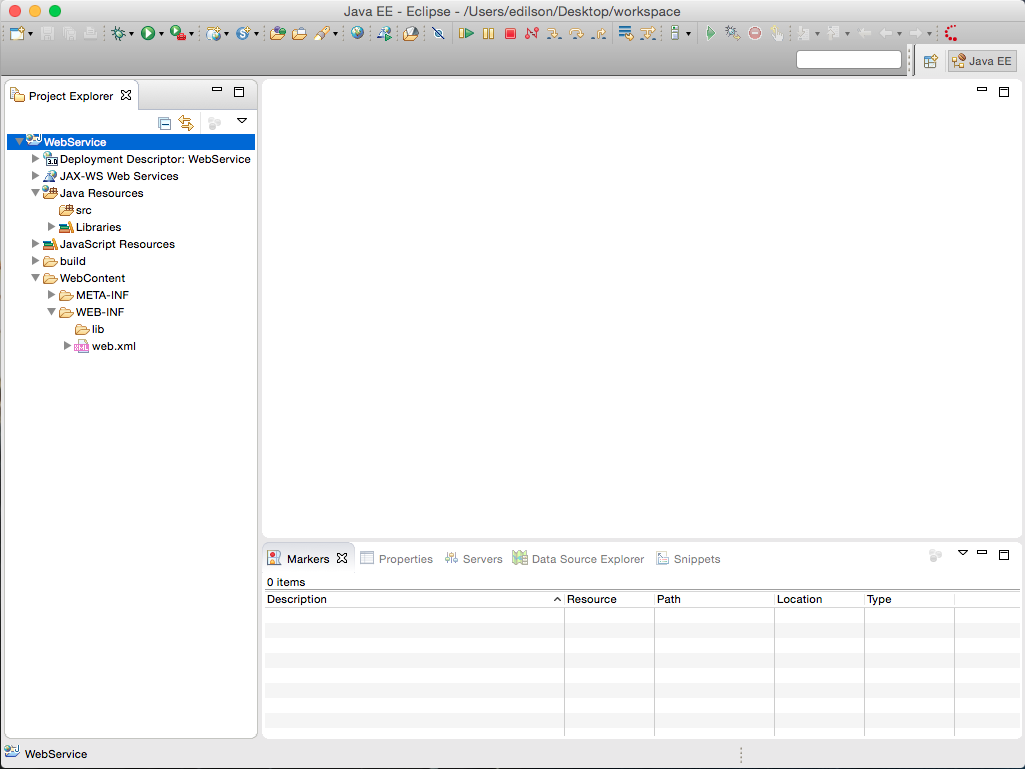 Java EE - Eclipse - /Users/edilson/Desktop/workspace
Java EE
Project Explorer
WebService
3.0 Deployment Descriptor: WebService
JAX-WS Web Services
Java Resources
src
Libraries
JavaScript Resources
build
WebContent
META-INF
WEB-INF
lib
web.xml
Markers Properties Servers Data Source Explorer Snippets
0 items
Description Resource Path Location Type
WebService